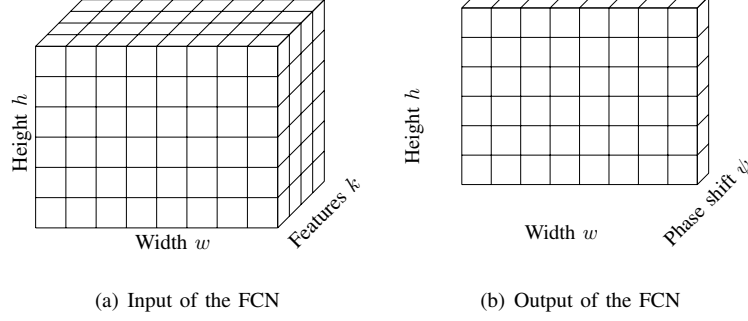 Height h
Width w
Features k
(a) Input of the FCN
Height h
Width w
Phase shift ψ
(b) Output of the FCN